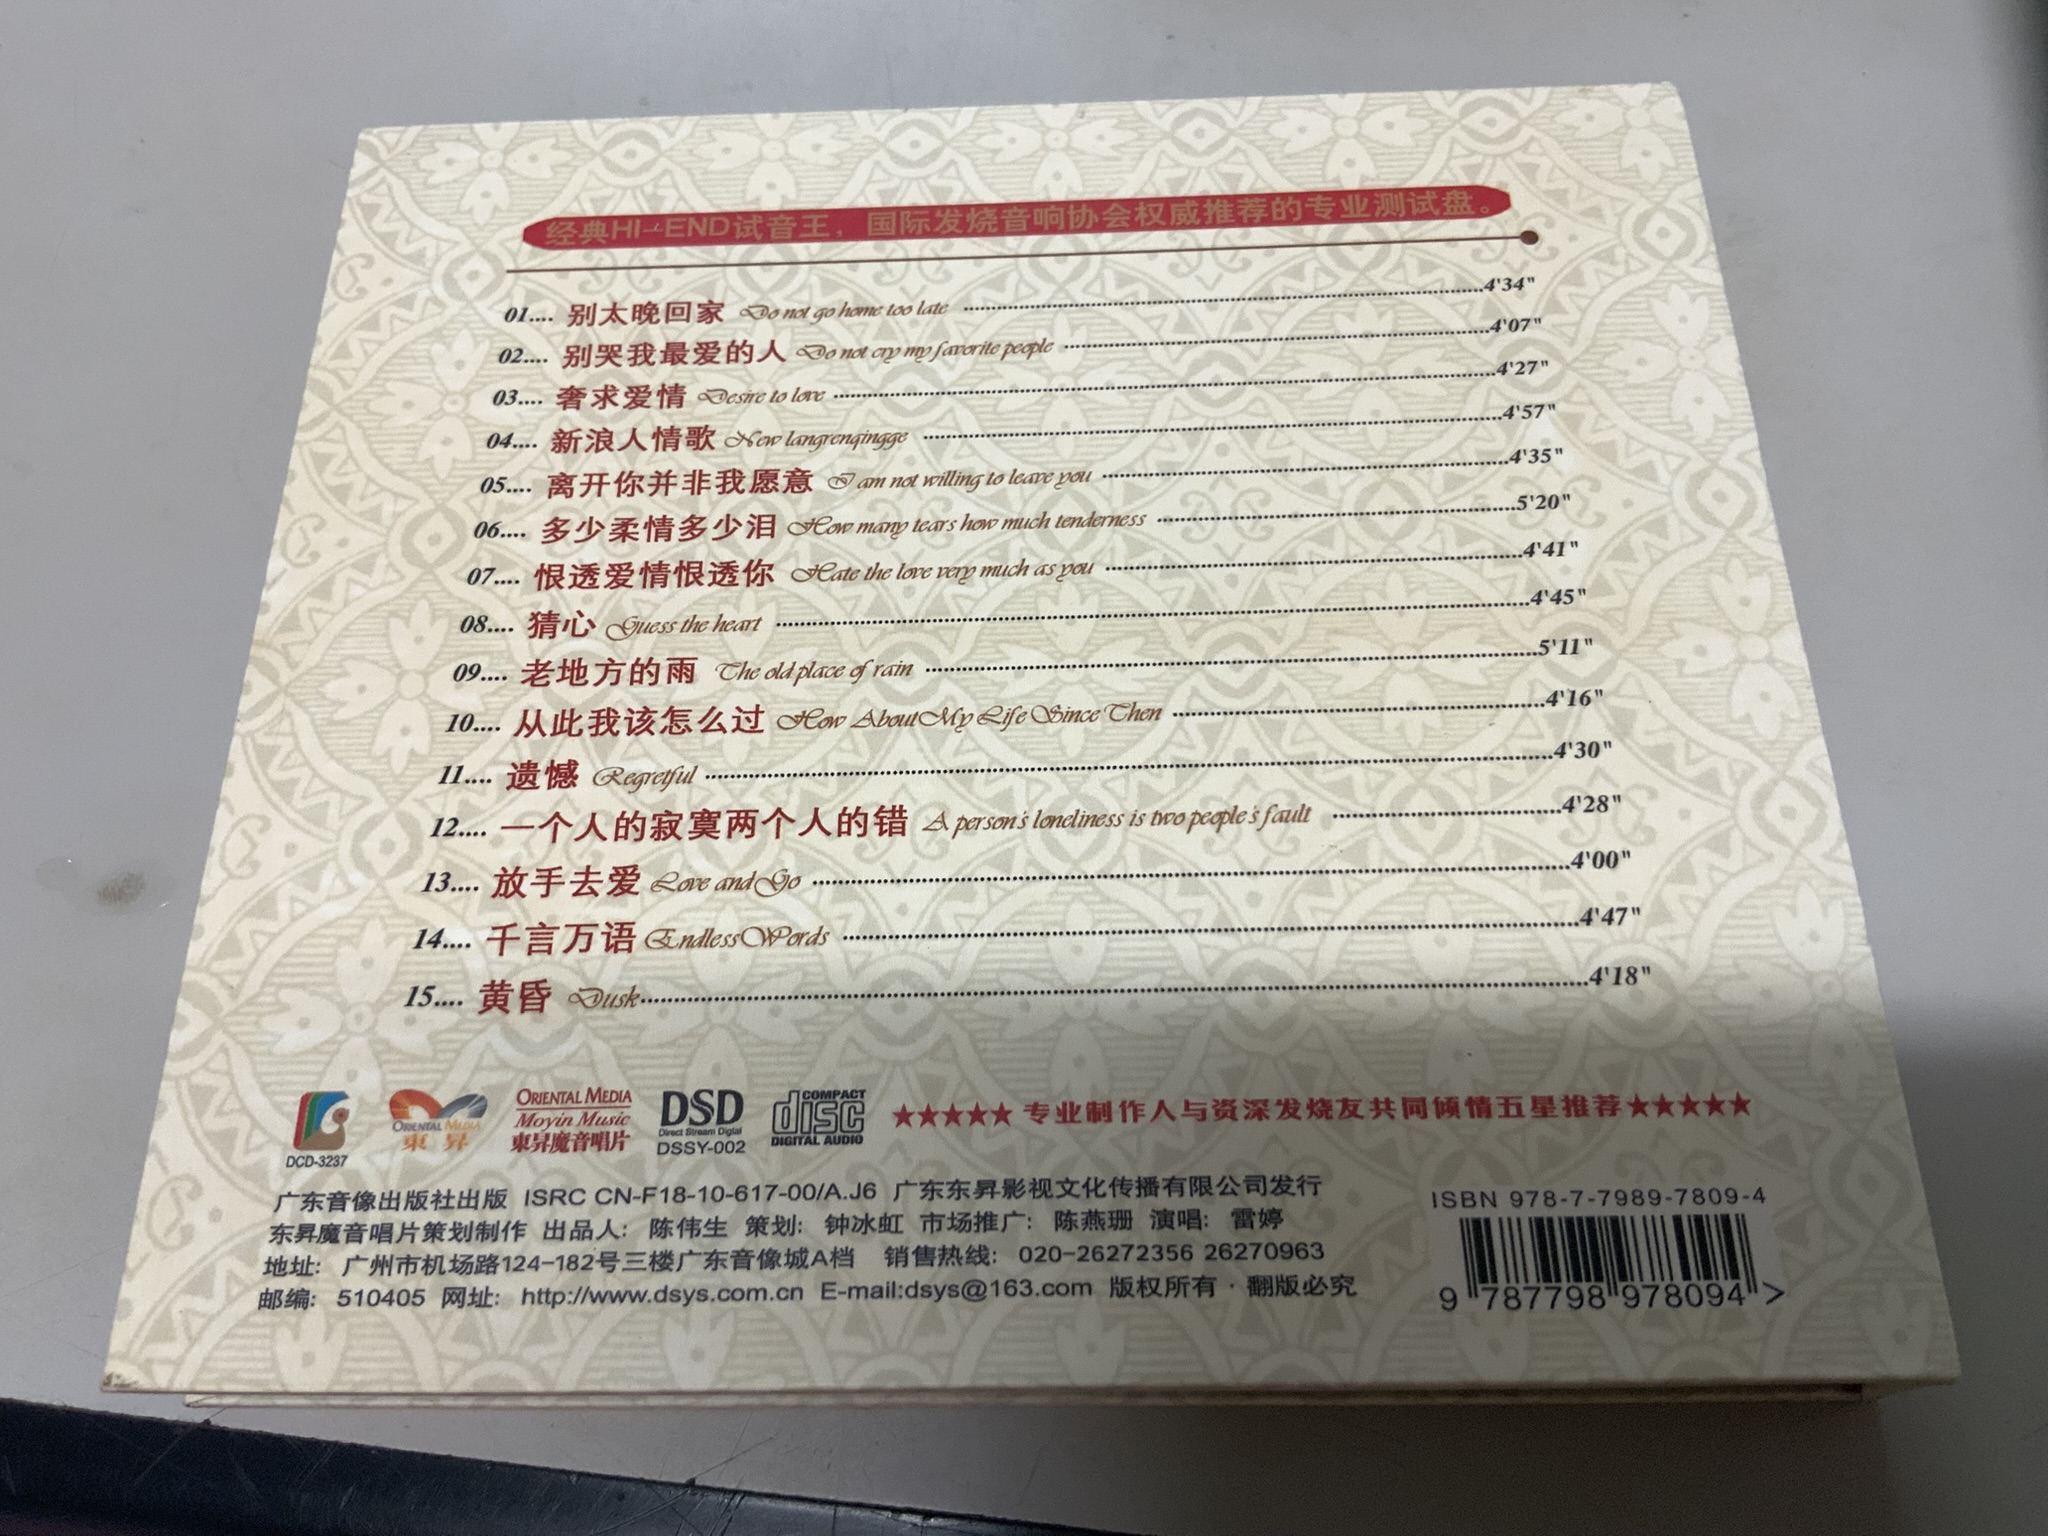 经典HI-END试音王，国际发烧音响协会权威推荐的专业测试盘。
01.... 别太晚回家 Do not go home too late 4'34"
02.... 别哭我最爱的人 Do not cry my favorite people 4'07"
03.... 奢求爱情 Desire to love 4'27"
04.... 新浪人情歌 New langrenqingge 4'57"
05.... 离开你并非我愿意 I am not willing to leave you 4'35"
06.... 多少柔情多少泪 How many tears how much tenderness 5'20"
07.... 恨透爱情恨透你 Hate the love very much as you 4'41"
08.... 猜心 Guess the heart 4'45"
09.... 老地方的雨 The old place of rain 5'11"
10.... 从此我该怎么过 How About My Life Since Then 4'16"
11.... 遗憾 Regretful 4'30"
12.... 一个人的寂寞两个人的错 A person's loneliness is two people's fault 4'28"
13.... 放手去爱 Love and Go 4'00"
14.... 千言万语 Endless Words 4'47"
15.... 黄昏 Dusk 4'18"
DCD-3237
ORIENTAL MEDIA
東昇
ORIENTAL MEDIA
Moyin Music
東昇魔音唱片
DSD
Direct Stream Digital
DSSY-002
COMPACT
disc
DIGITAL AUDIO
★★★★★ 专业制作人与资深发烧友共同倾情五星推荐★★★★★
广东音像出版社出版 ISRC CN-F18-10-617-00/A.J6 广东东昇影视文化传播有限公司发行
东昇魔音唱片策划制作 出品人: 陈伟生 策划: 钟冰虹 市场推广: 陈燕珊 演唱: 雷婷
地址: 广州市机场路124-182号三楼广东音像城A档 销售热线: 020-26272356 26270963
邮编: 510405 网址: http://www.dsys.com.cn E-mail:dsys@163.com 版权所有·翻版必究
ISBN 978-7-7989-7809-4
9 787798 978094 >